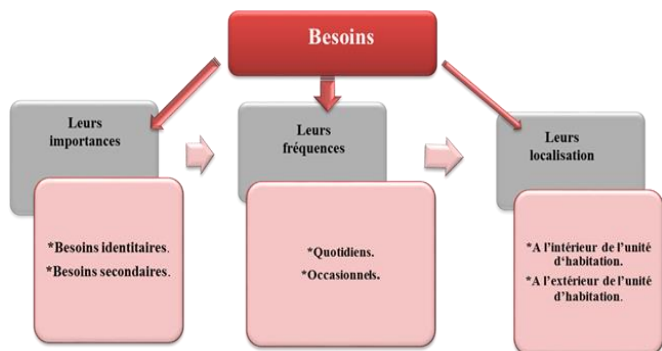 Besoins
Leurs
importances
*Besoins identitaires.
*Besoins secondaires.
Leurs
fréquences
*Quotidiens.
*Occasionnels.
Leurs
localisation
*A l’intérieur de l’unité
d‘habitation.
*A l’extérieur de l’unité
d’habitation.